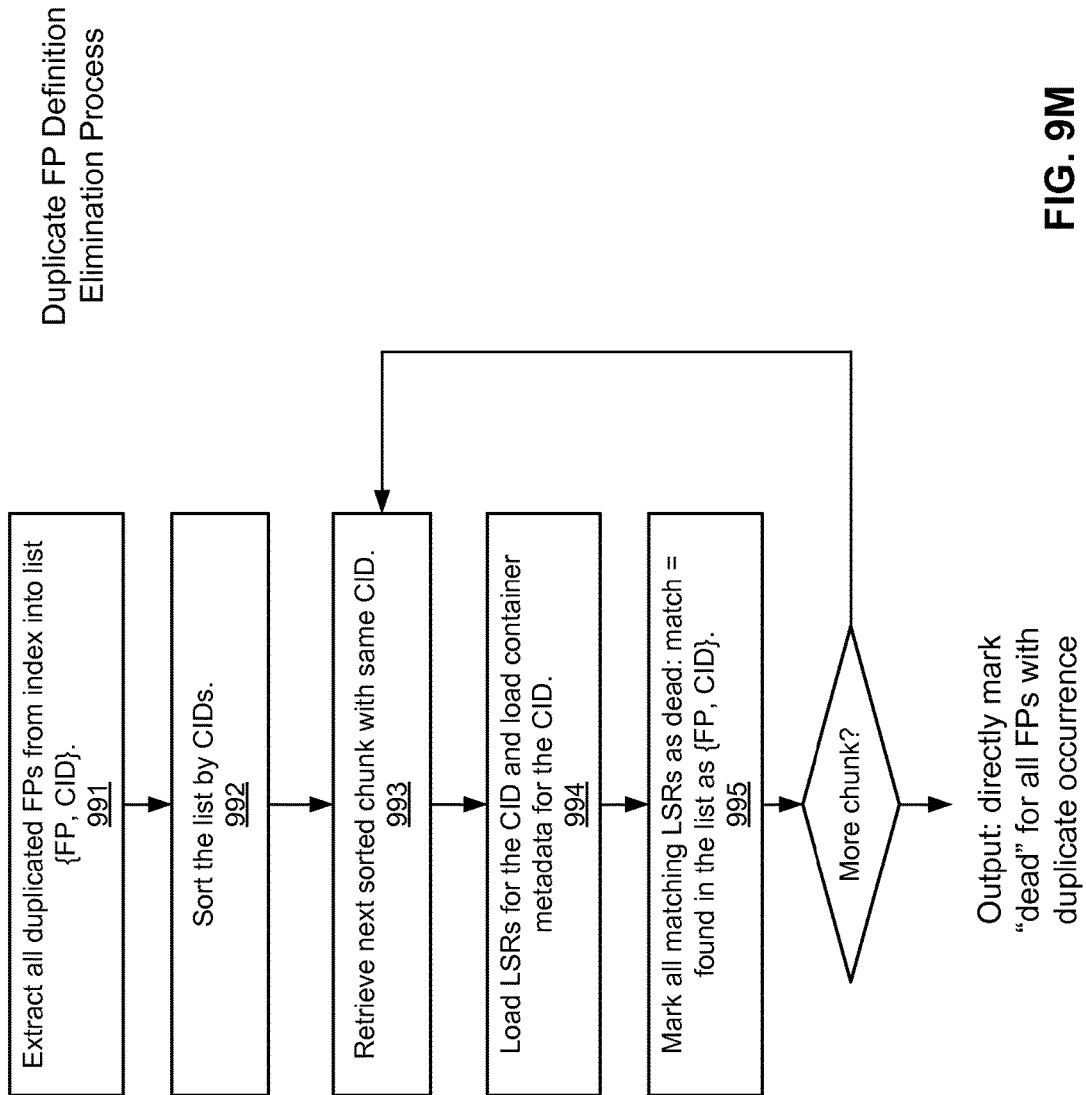 Duplicate FP Definition
Elimination Process
Extract all duplicated FPs from index into list
{FP, CID}.
991
Sort the list by CIDs.
992
Retrieve next sorted chunk with same CID.
993
Load LSRs for the CID and load container
metadata for the CID.
994
Mark all matching LSRs as dead: match =
found in the list as {FP, CID}.
995
More chunk?
Output: directly mark
“dead” for all FPs with
duplicate occurrence
FIG. 9M